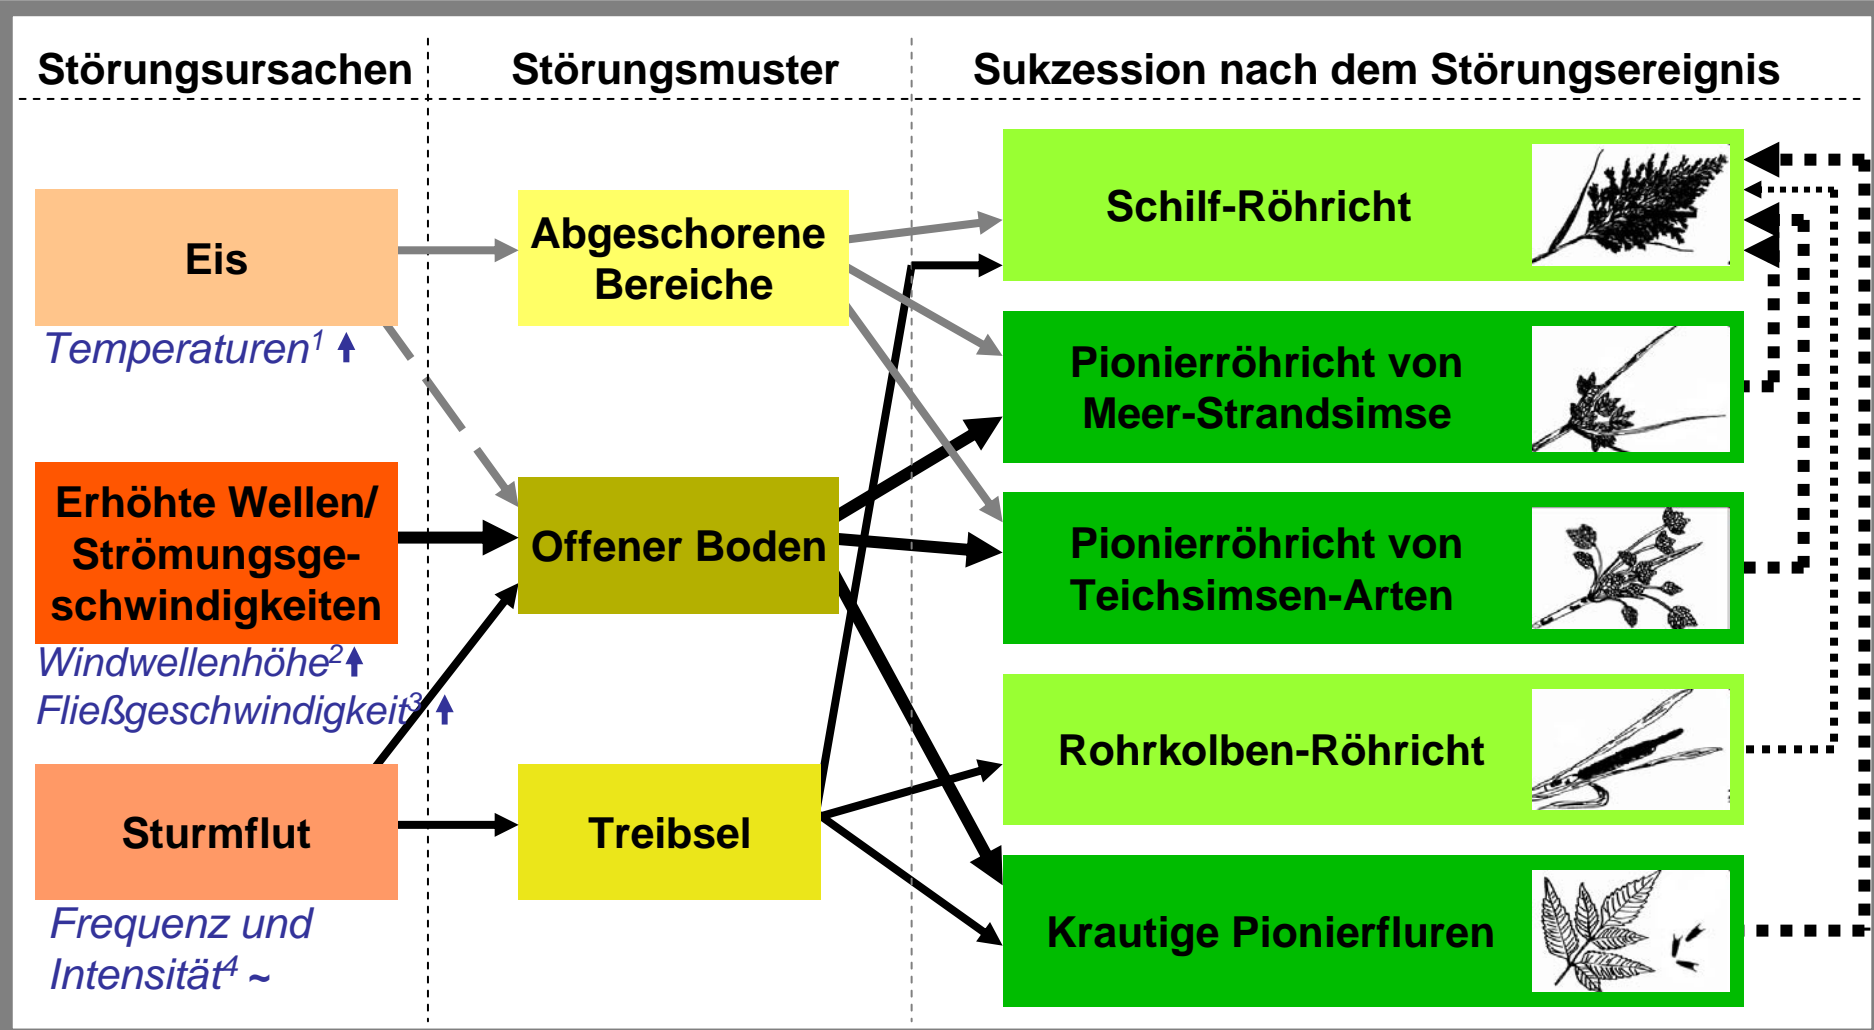 Störungsursachen
Störungsmuster
Sukzession nach dem Störungsereignis
Eis
Temperaturen¹ ↑
Erhöhte Wellen/
Strömungsge-
schwindigkeiten
Windwellenhöhe²↑
Fließgeschwindigkeit³ ↑
Sturmflut
Frequenz und
Intensität⁴ ~
Abgeschorene
Bereiche
Offener Boden
Treibsel
Schilf-Röhricht
Pionierröhricht von
Meer-Strandsimse
Pionierröhricht von
Teichsimsen-Arten
Rohrkolben-Röhricht
Krautige Pionierfluren